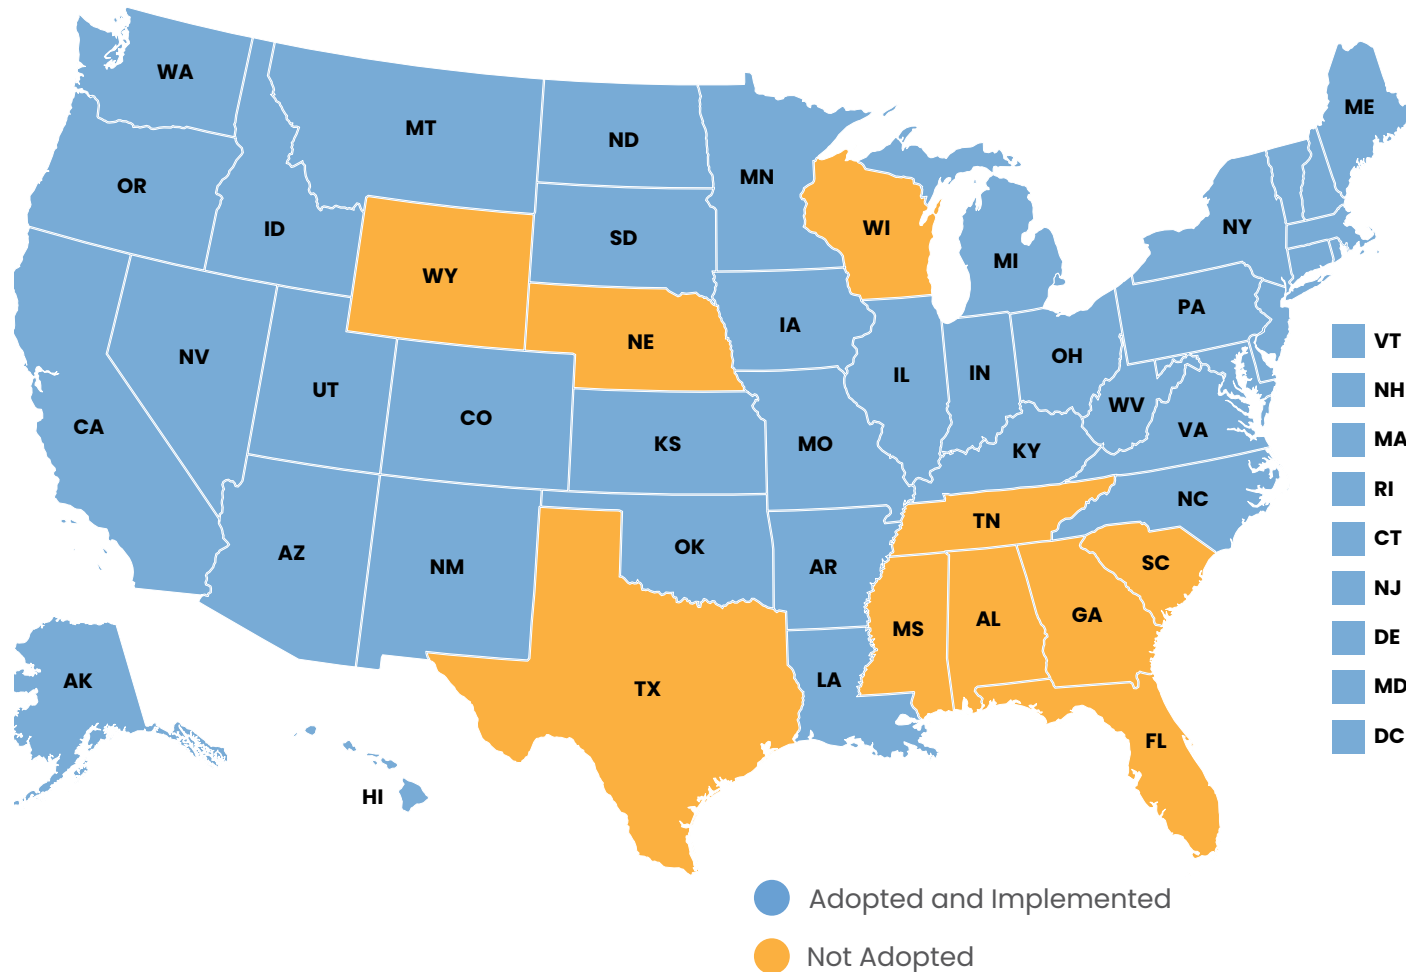 WA
MT
ND
MN
ME
OR
ID
SD
WI
NY
MI
WY
PA
IA
NE
VT
NV
OH
IL
IN
UT
NH
CO
WV
CA
VA
MA
KS
MO
KY
RI
NC
TN
CT
AZ
OK
SC
NM
AR
NJ
GA
AL
MS
DE
AK
LA
TX
MD
FL
DC
HI
Adopted and Implemented
Not Adopted